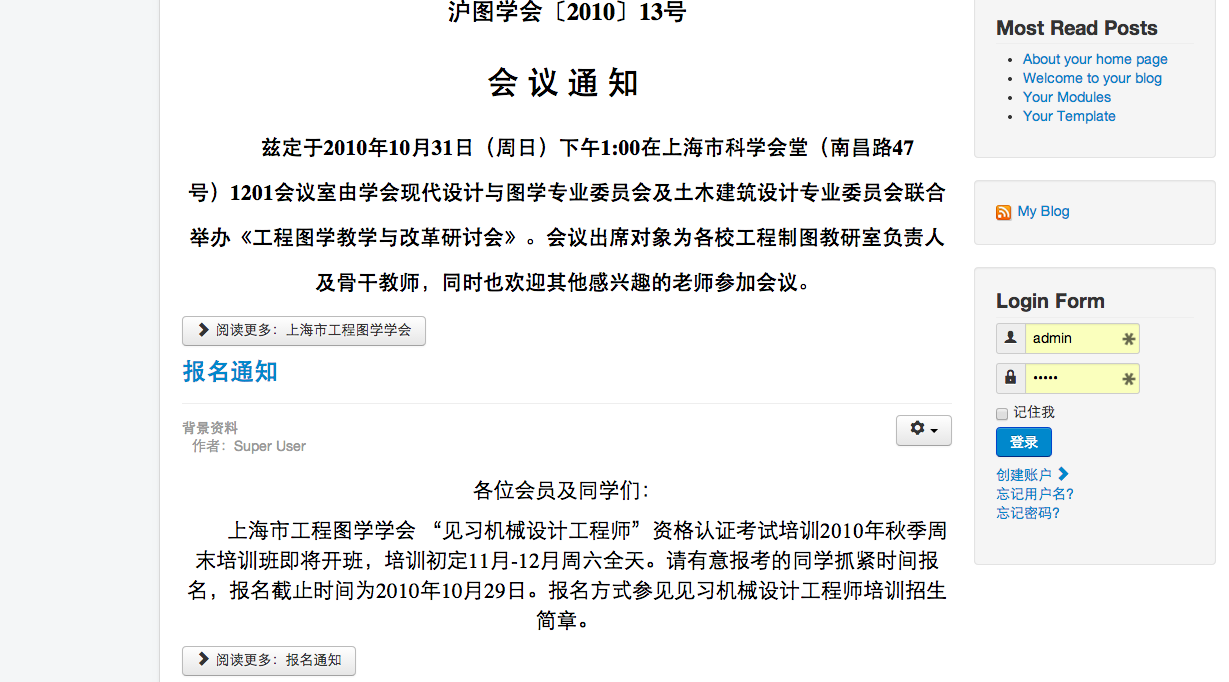 沪图学会〔2010〕13号
会 议 通 知
兹定于2010年10月31日（周日）下午1:00在上海市科学会堂（南昌路47
号）1201会议室由学会现代设计与图学专业委员会及土木建筑设计专业委员会联合
举办《工程图学教学与改革研讨会》。会议出席对象为各校工程制图教研室负责人
及骨干教师，同时也欢迎其他感兴趣的老师参加会议。
阅读更多：上海市工程图学学会
报名通知
背景资料
作者：Super User
各位会员及同学们：
上海市工程图学学会 “见习机械设计工程师”资格认证考试培训2010年秋季周
末培训班即将开班，培训初定11月-12月周六全天。请有意报考的同学抓紧时间报
名，报名截止时间为2010年10月29日。报名方式参见见习机械设计工程师培训招生
简章。
阅读更多：报名通知
Most Read Posts
About your home page
Welcome to your blog
Your Modules
Your Template
My Blog
Login Form
admin
•••••
记住我
登录
创建账户
忘记用户名?
忘记密码?